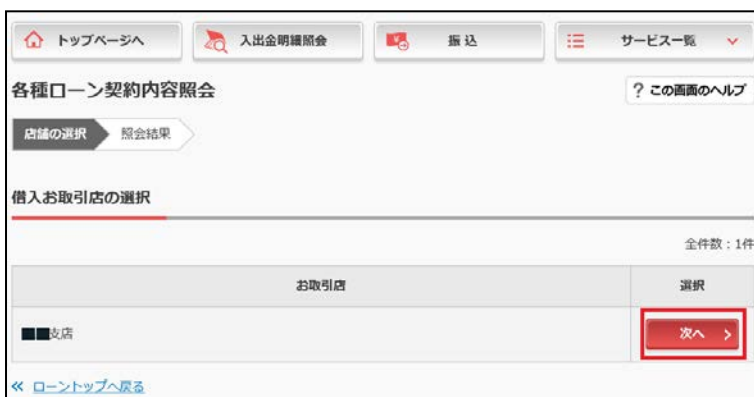 トップページへ
入出金明細照会
振込
サービス一覧
各種ローン契約内容照会
? この画面のヘルプ
店舗の選択
照会結果
借入お取引店の選択
全件数:1件
お取引店
選択
■■支店
次へ
≪ ローントップへ戻る